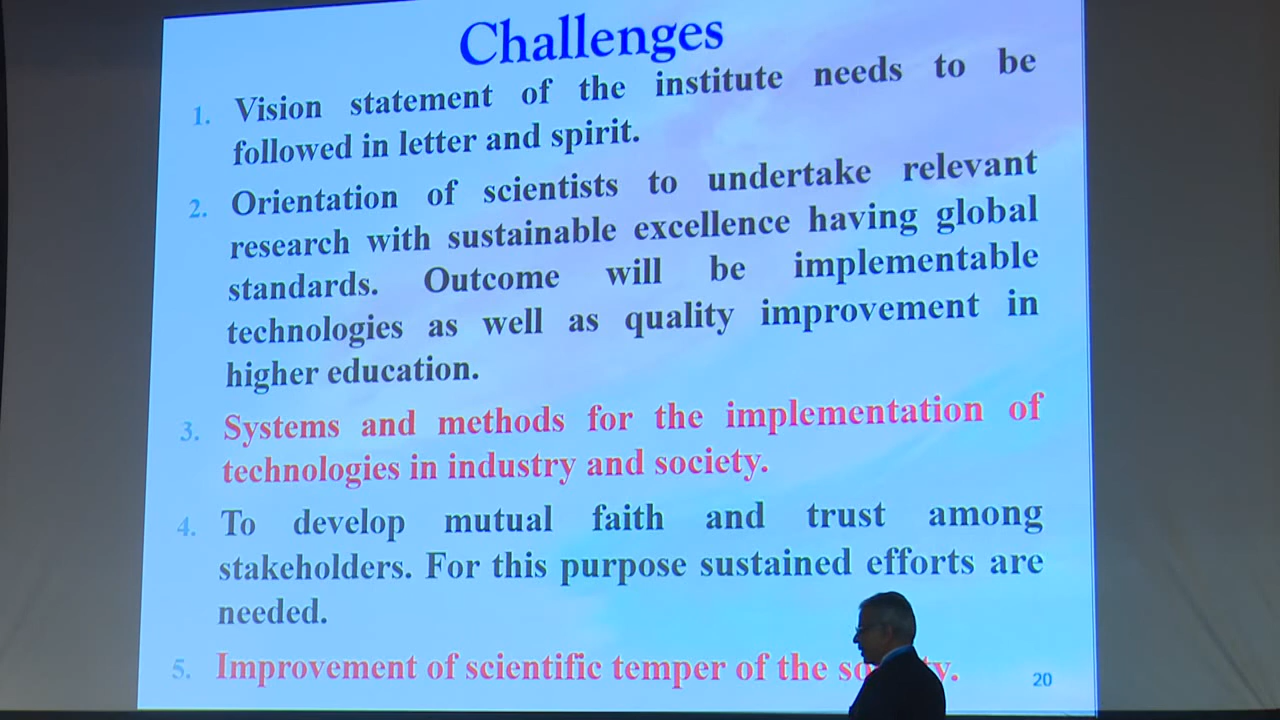 Challenges
1. Vision statement of the institute needs to be
followed in letter and spirit.
2. Orientation of scientists to undertake relevant
research with sustainable excellence having global
standards. Outcome will be implementable
technologies as well as quality improvement in
higher education.
3. Systems and methods for the implementation of
technologies in industry and society.
4. To develop mutual faith and trust among
stakeholders. For this purpose sustained efforts are
needed.
5. Improvement of scientific temper of the
20